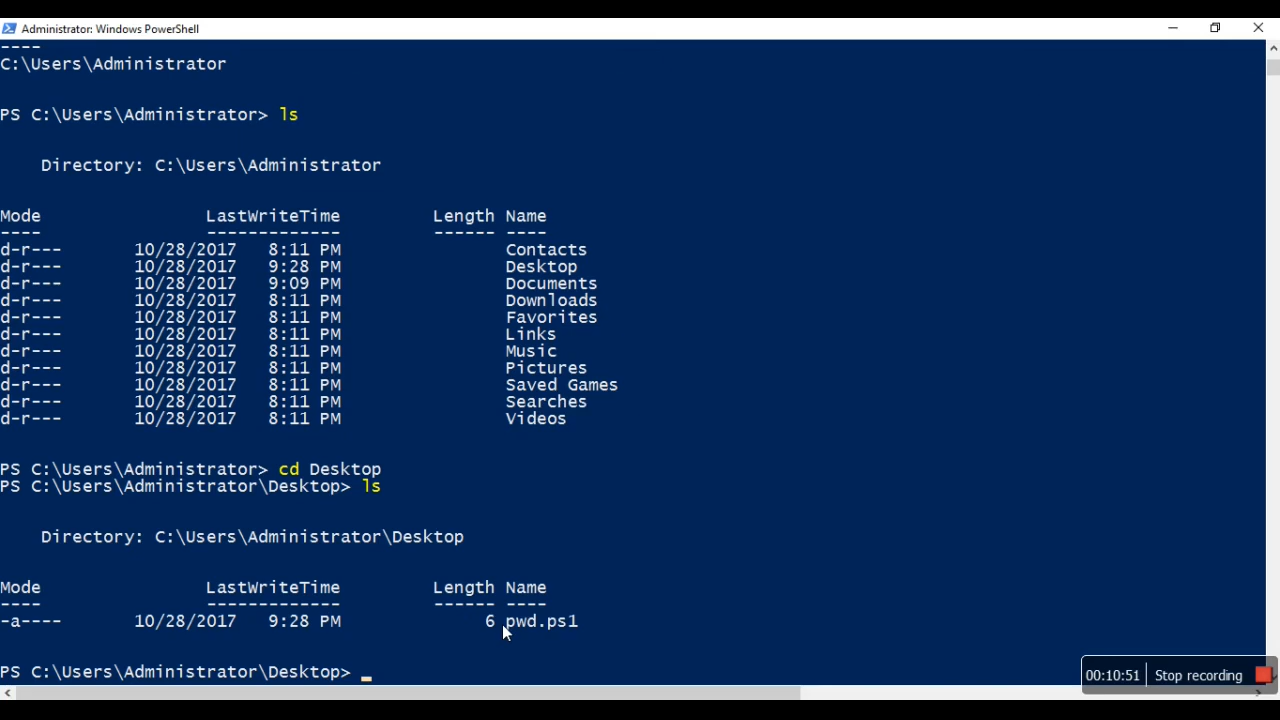 Administrator: Windows PowerShell
----
C:\Users\Administrator
PS C:\Users\Administrator> ls
Directory: C:\Users\Administrator
Mode LastWriteTime Length Name
---- ------------- ------ ----
d-r--- 10/28/2017 8:11 PM Contacts
d-r--- 10/28/2017 9:28 PM Desktop
d-r--- 10/28/2017 9:09 PM Documents
d-r--- 10/28/2017 8:11 PM Downloads
d-r--- 10/28/2017 8:11 PM Favorites
d-r--- 10/28/2017 8:11 PM Links
d-r--- 10/28/2017 8:11 PM Music
d-r--- 10/28/2017 8:11 PM Pictures
d-r--- 10/28/2017 8:11 PM Saved Games
d-r--- 10/28/2017 8:11 PM Searches
d-r--- 10/28/2017 8:11 PM Videos
PS C:\Users\Administrator> cd Desktop
PS C:\Users\Administrator\Desktop> ls
Directory: C:\Users\Administrator\Desktop
Mode LastWriteTime Length Name
---- ------------- ------ ----
-a---- 10/28/2017 9:28 PM 6 pwd.ps1
PS C:\Users\Administrator\Desktop> _
00:10:51 Stop recording